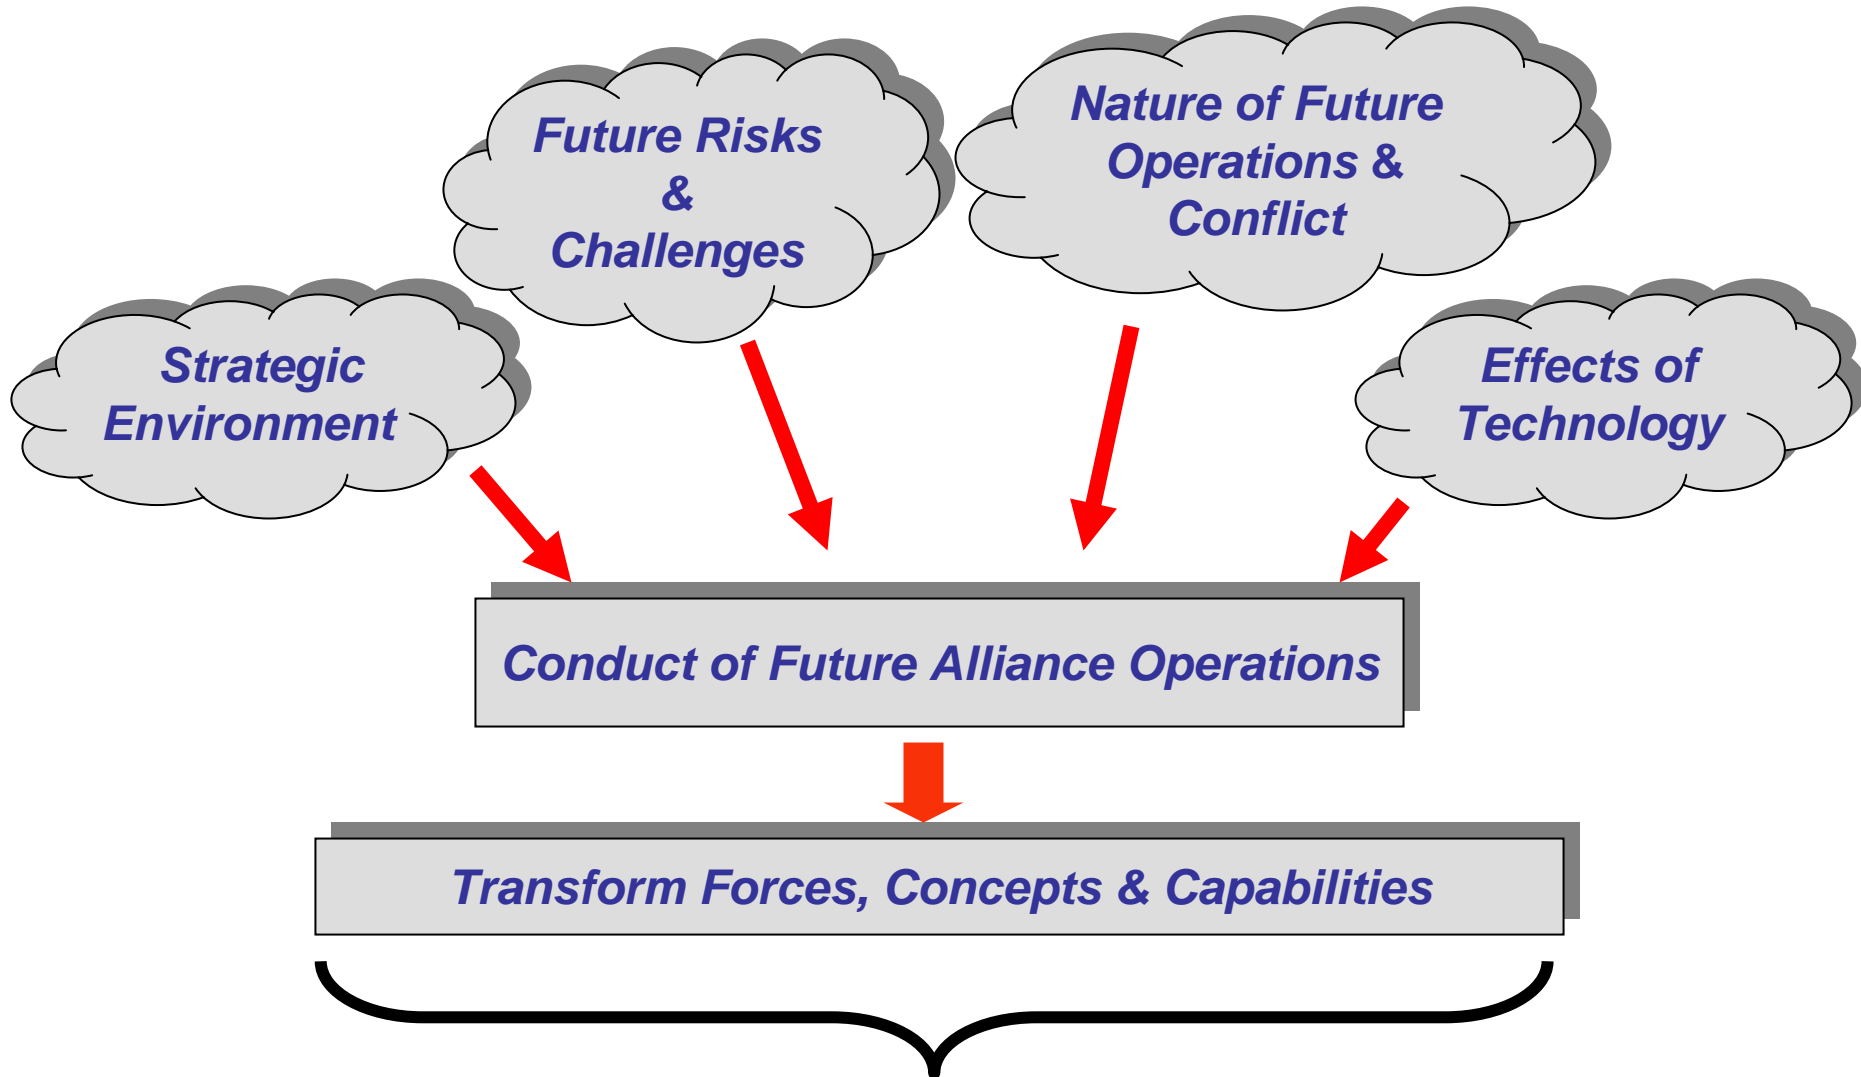 Future Risks
&
Challenges
Nature of Future
Operations &
Conflict
Strategic
Environment
Effects of
Technology
Conduct of Future Alliance Operations
Transform Forces, Concepts & Capabilities